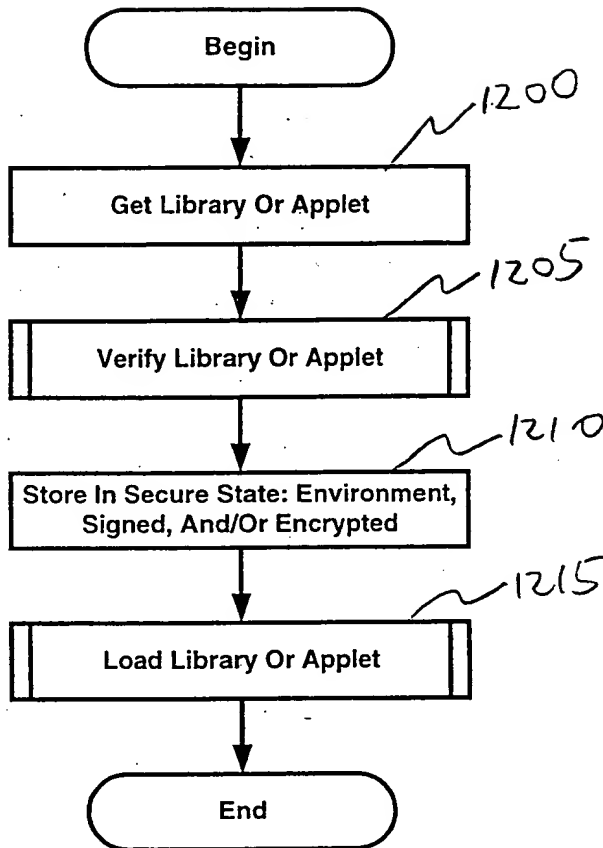 Begin
1200
Get Library Or Applet
1205
Verify Library Or Applet
1210
Store In Secure State: Environment,
Signed, And/Or Encrypted
1215
Load Library Or Applet
End